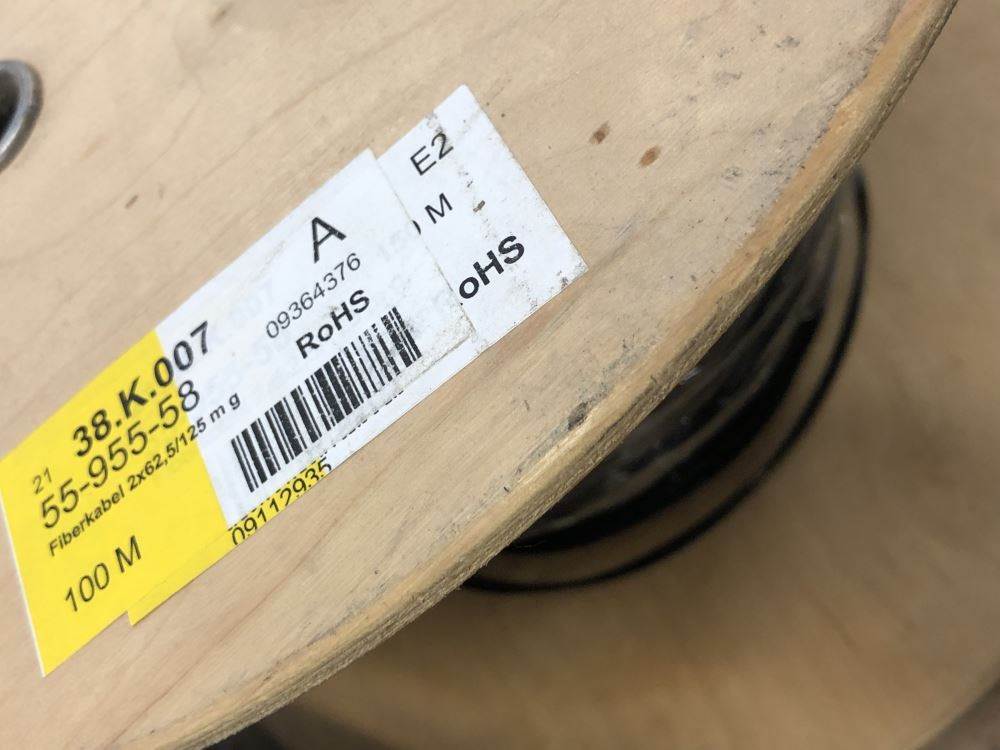 38.K.007
21
55-955-58
Fiberkabel 2x62,5/125 m g
100 M
A
09364376
RoHS
09112935
E2
M
oHS